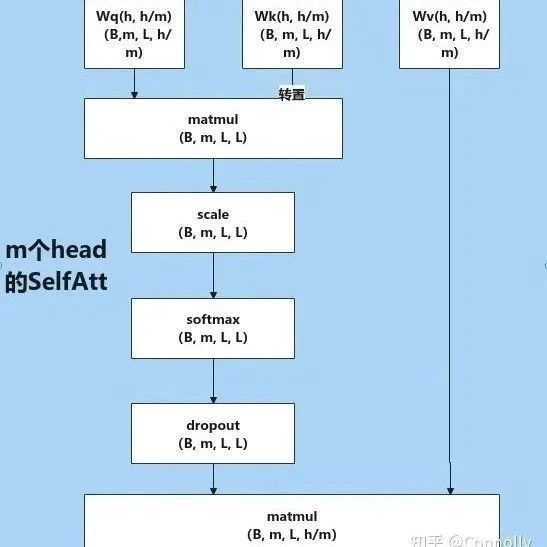 Wq(h, h/m)
(B,m, L, h/
m)
Wk(h, h/m)
(B, m, L, h/
m)
Wv(h, h/m)
(B, m, L, h/
m)
转置
matmul
(B, m, L, L)
scale
(B, m, L, L)
m个head
的SelfAtt
softmax
(B, m, L, L)
dropout
(B, m, L, L)
matmul
(B, m, L, h/m)
知乎 @Connolly